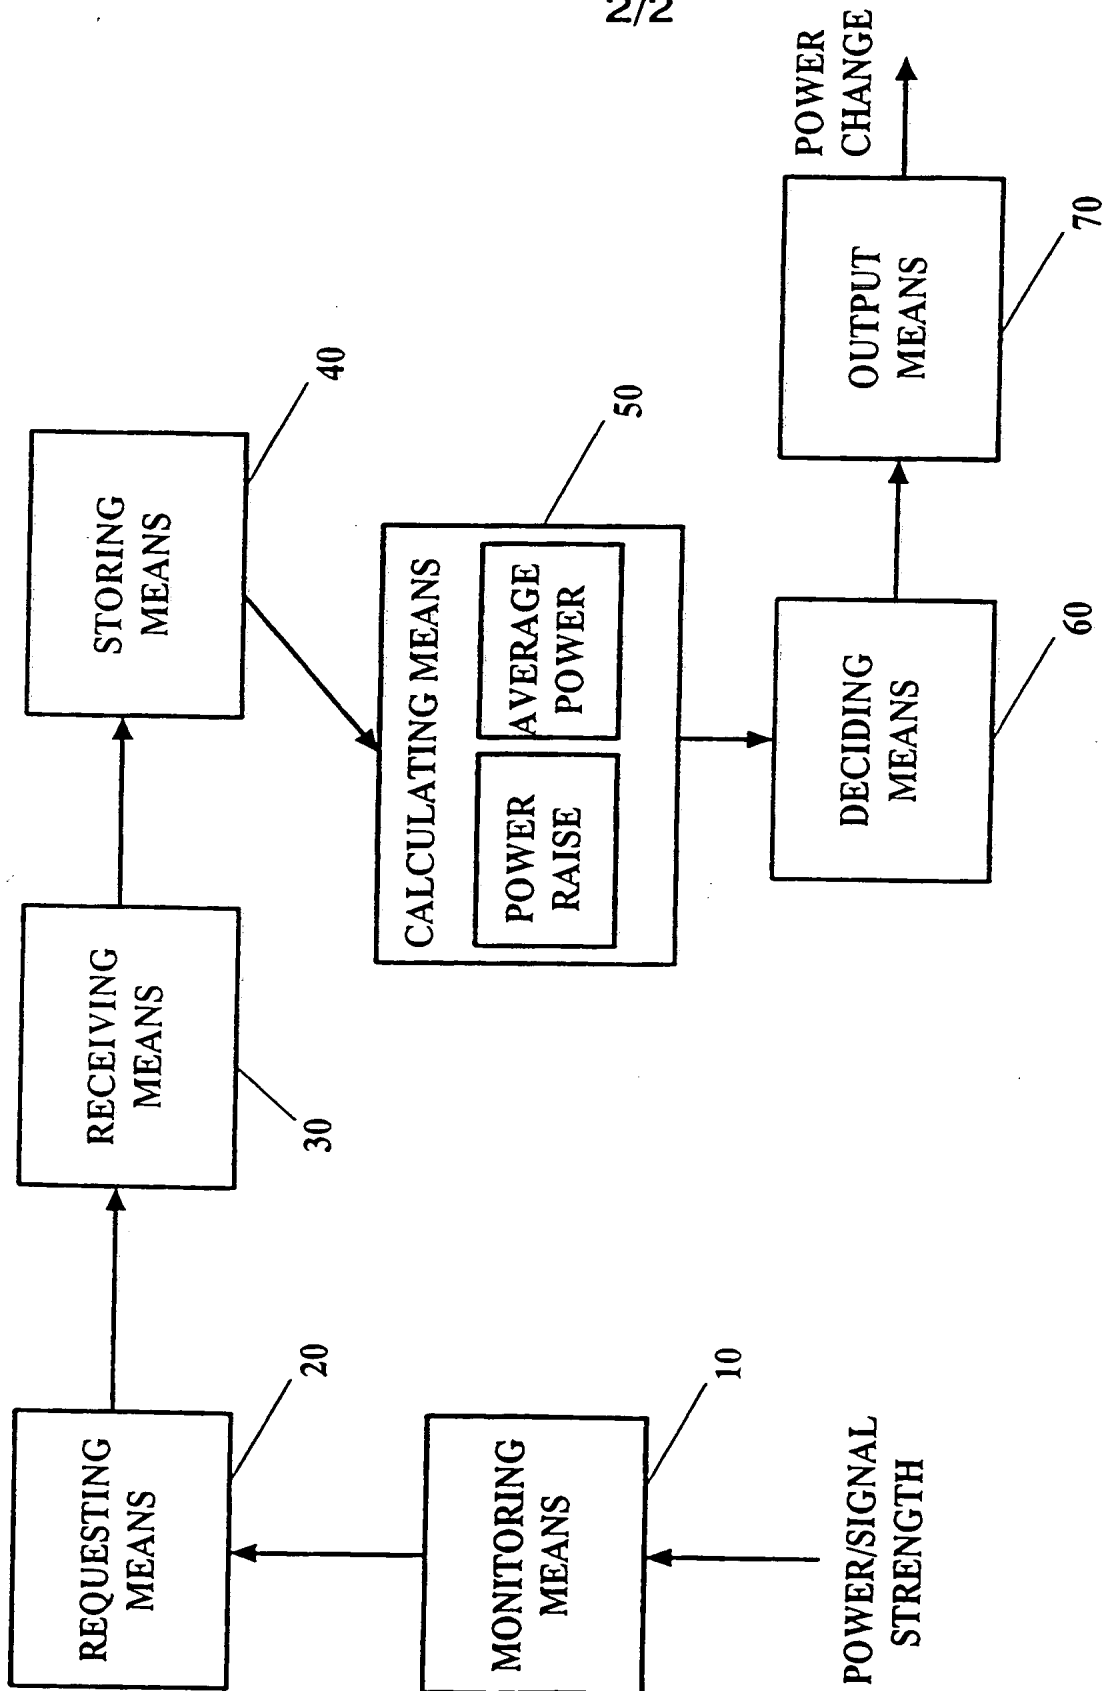 2/2
REQUESTING
MEANS
20
MONITORING
MEANS
10
POWER/SIGNAL
STRENGTH
RECEIVING
MEANS
30
STORING
MEANS
40
CALCULATING MEANS
POWER
RAISE
AVERAGE
POWER
50
DECIDING
MEANS
60
OUTPUT
MEANS
70
POWER
CHANGE